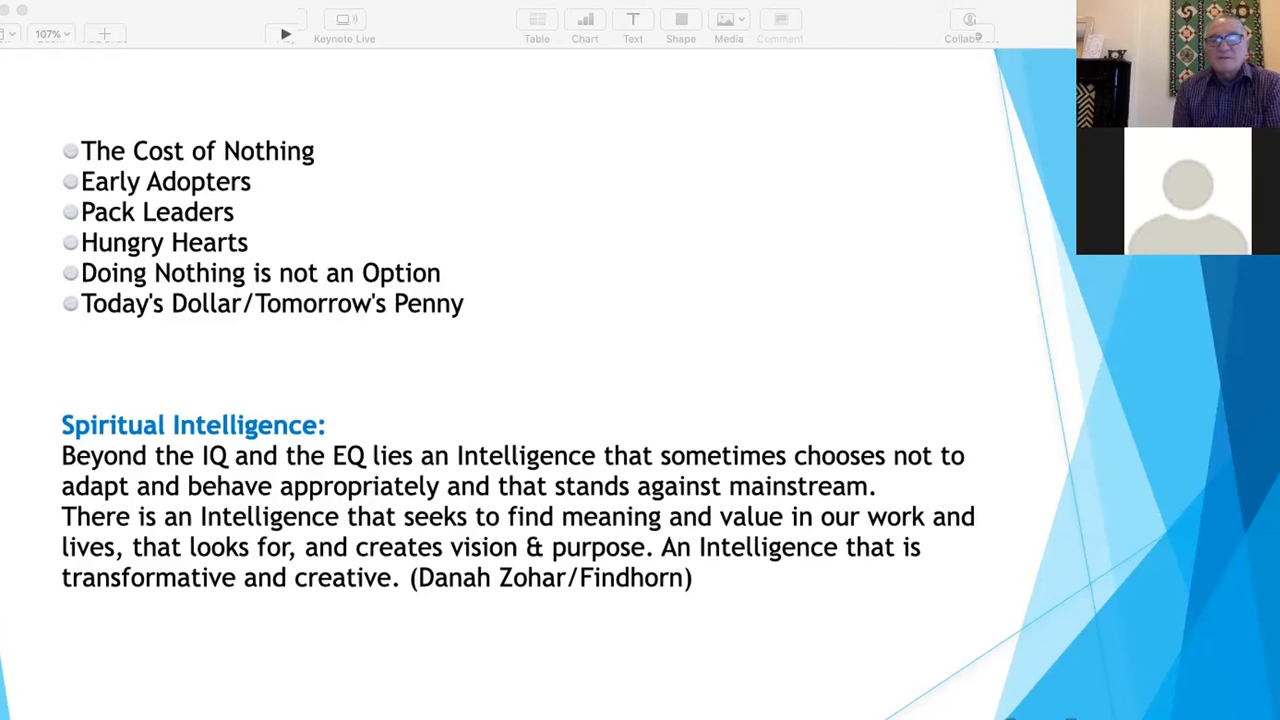 107%
Keynote Live
Table
Chart
Text
Shape
Media
Comment
The Cost of Nothing
Early Adopters
Pack Leaders
Hungry Hearts
Doing Nothing is not an Option
Today's Dollar/Tomorrow's Penny
Spiritual Intelligence:
Beyond the IQ and the EQ lies an Intelligence that sometimes chooses not to
adapt and behave appropriately and that stands against mainstream.
There is an Intelligence that seeks to find meaning and value in our work and
lives, that looks for, and creates vision & purpose. An Intelligence that is
transformative and creative. (Danah Zohar/Findhorn)